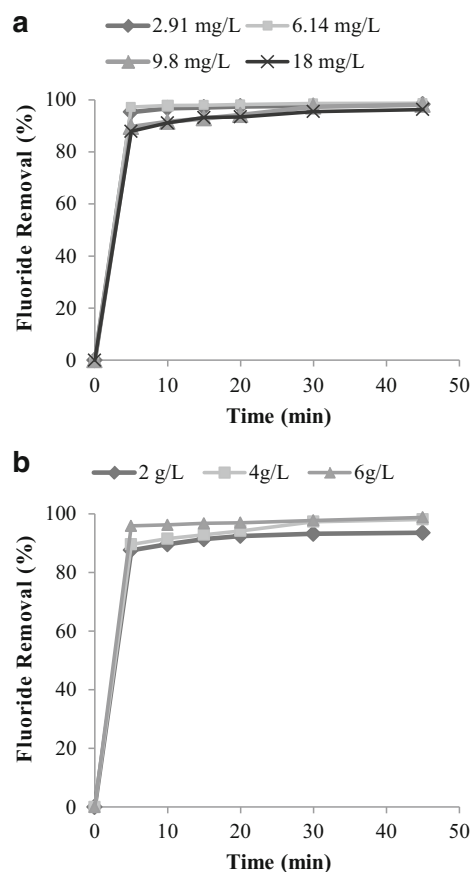 a
2.91 mg/L 6.14 mg/L
9.8 mg/L 18 mg/L
100
80
60
40
20
0
Fluoride Removal (%)
0 10 20 30 40 50
Time (min)
b
2 g/L 4g/L 6g/L
100
80
60
40
20
0
Fluoride Removal (%)
0 10 20 30 40 50
Time (min)